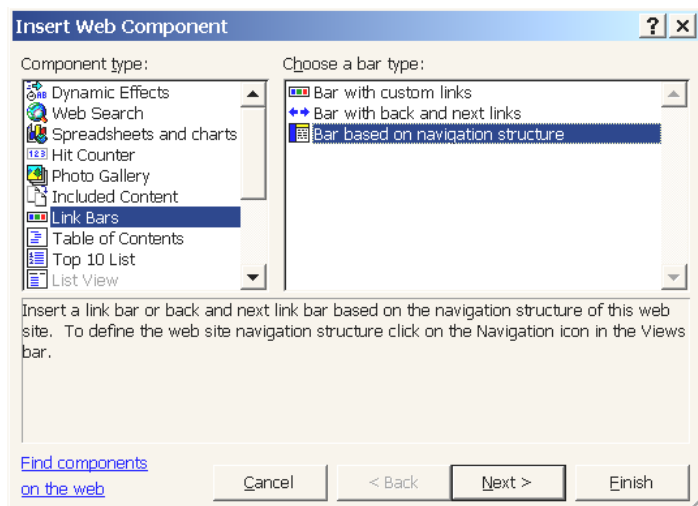 Insert Web Component
Component type:
Choose a bar type:
Dynamic Effects
Web Search
Spreadsheets and charts
123 Hit Counter
Photo Gallery
Included Content
Link Bars
Table of Contents
Top 10 List
List View
Bar with custom links
Bar with back and next links
Bar based on navigation structure
Insert a link bar or back and next link bar based on the navigation structure of this web
site. To define the web site navigation structure click on the Navigation icon in the Views
bar.
Find components
on the web
Cancel
< Back
Next >
Finish